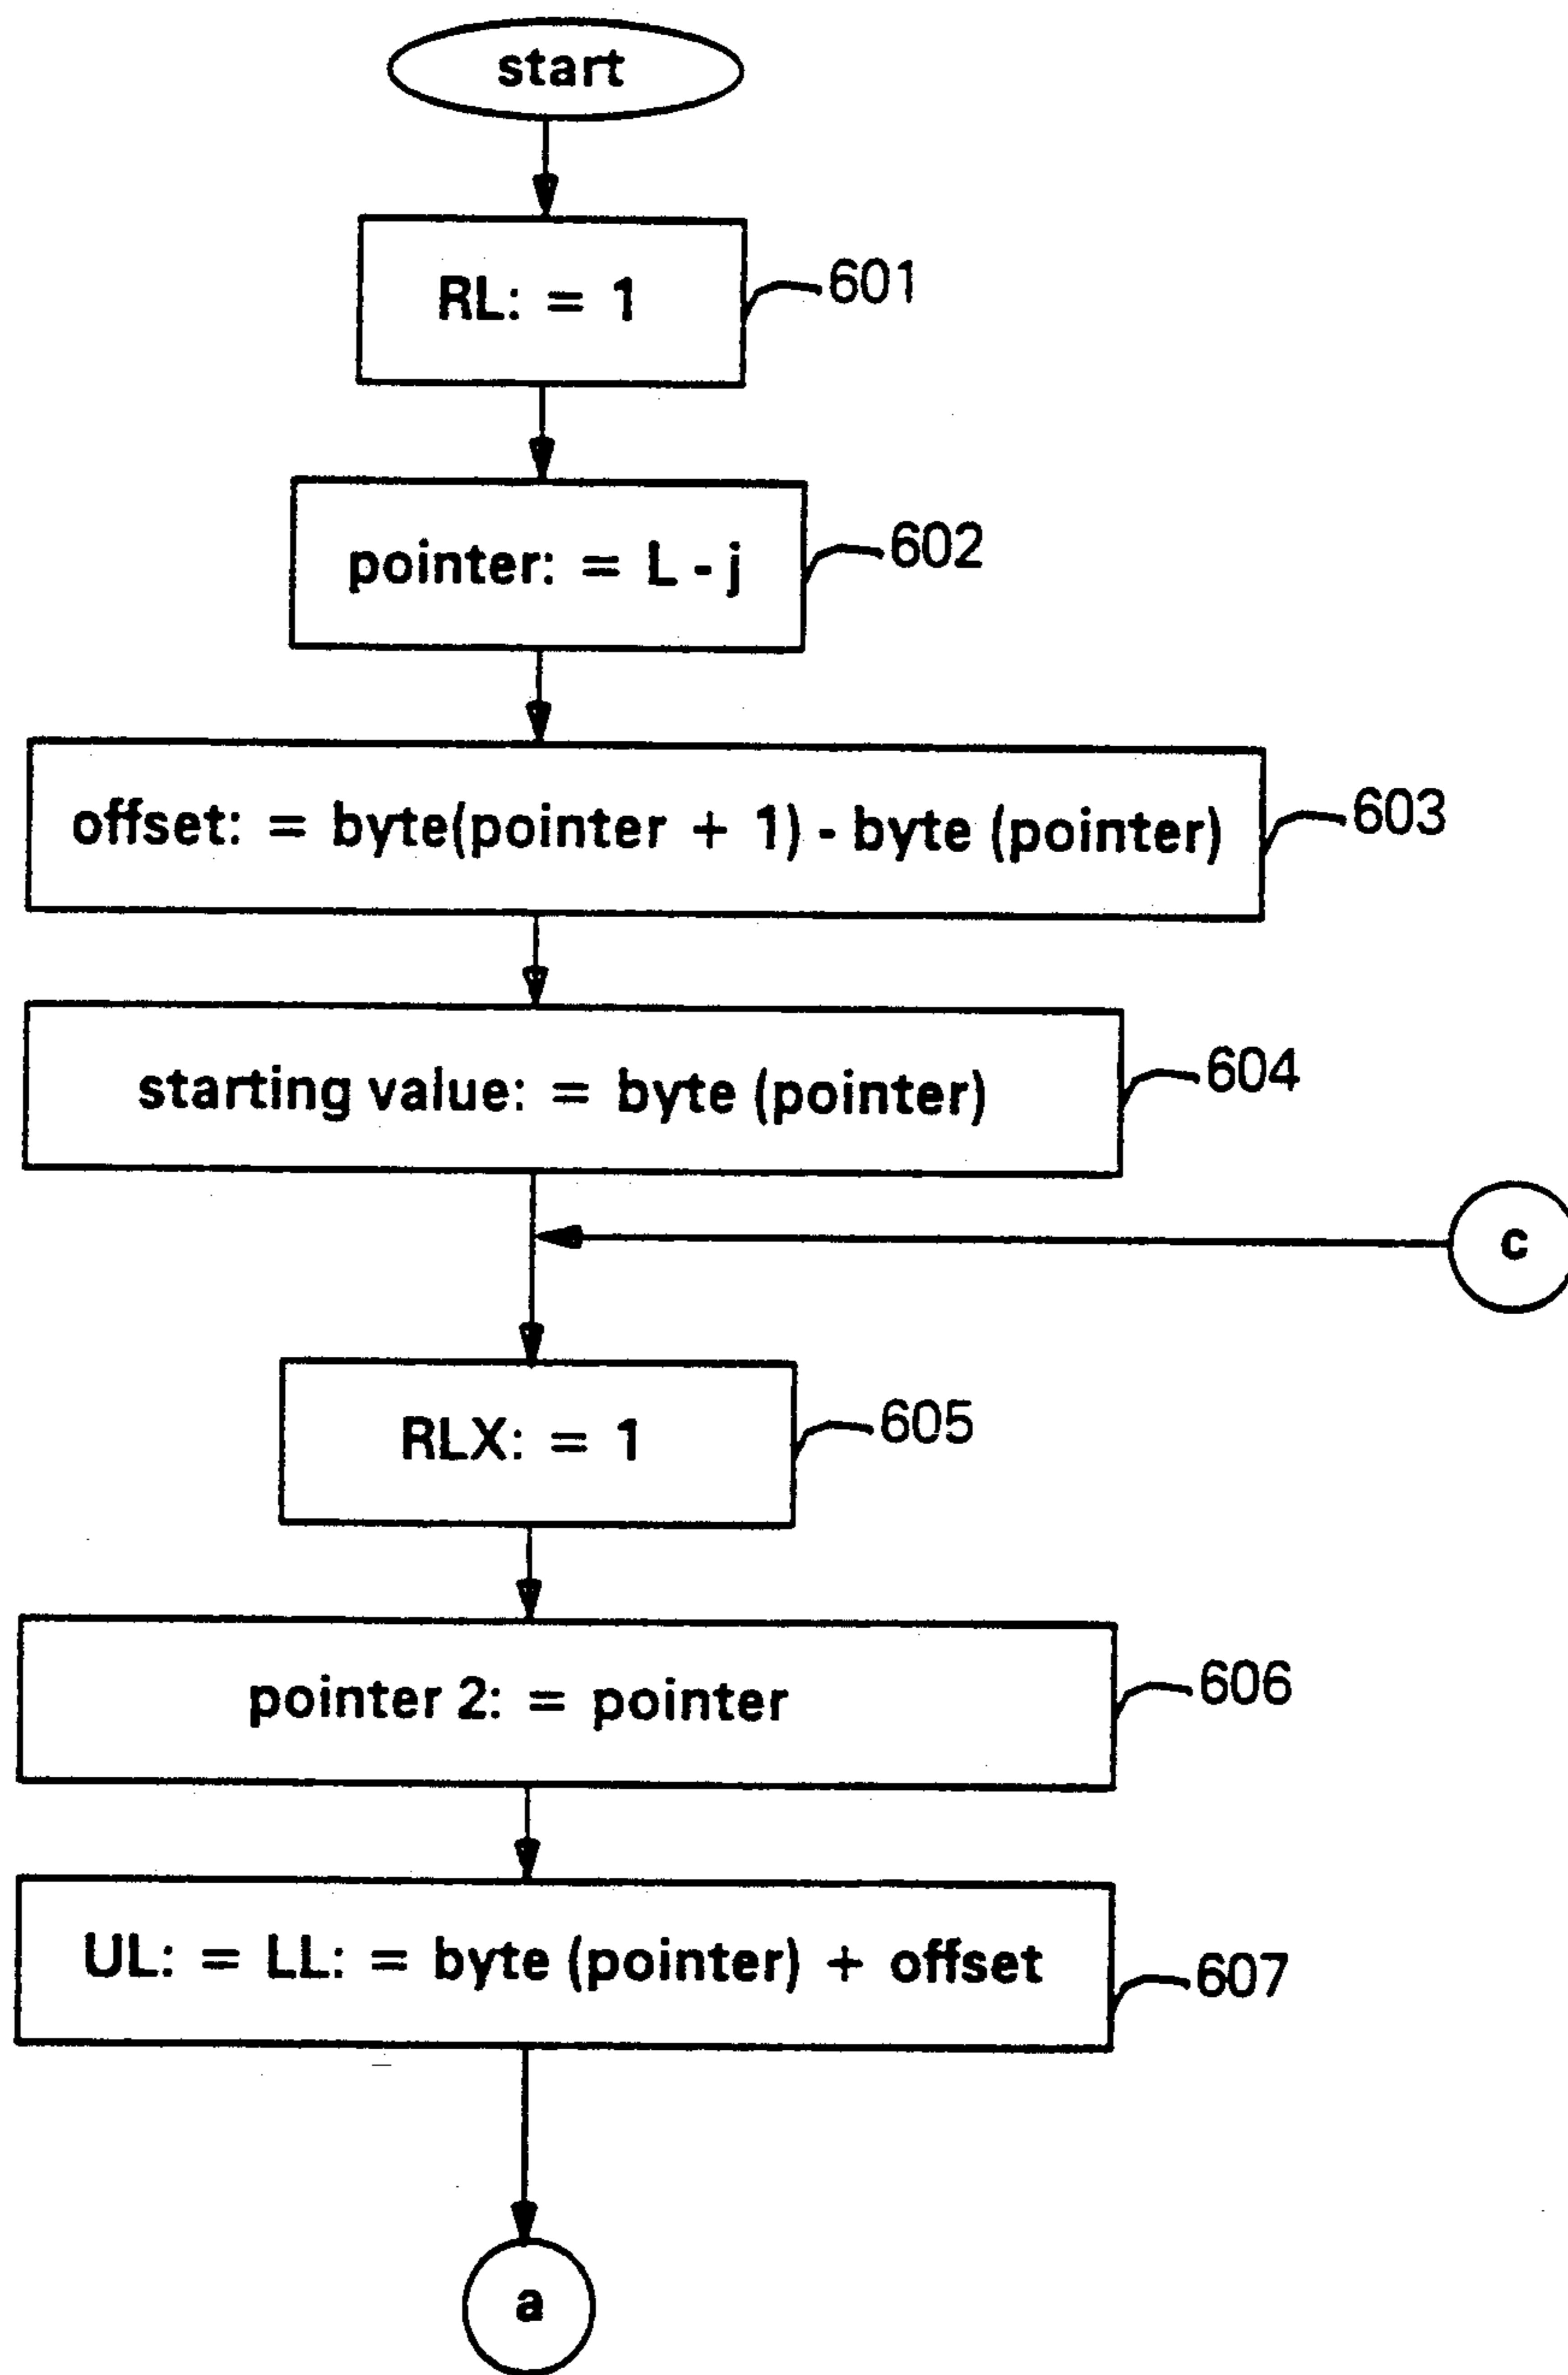 start
RL: = 1
601
pointer: = L - j
602
offset: = byte(pointer + 1) - byte (pointer)
603
starting value: = byte (pointer)
604
c
RLX: = 1
605
pointer 2: = pointer
606
UL: = LL: = byte (pointer) + offset
607
a